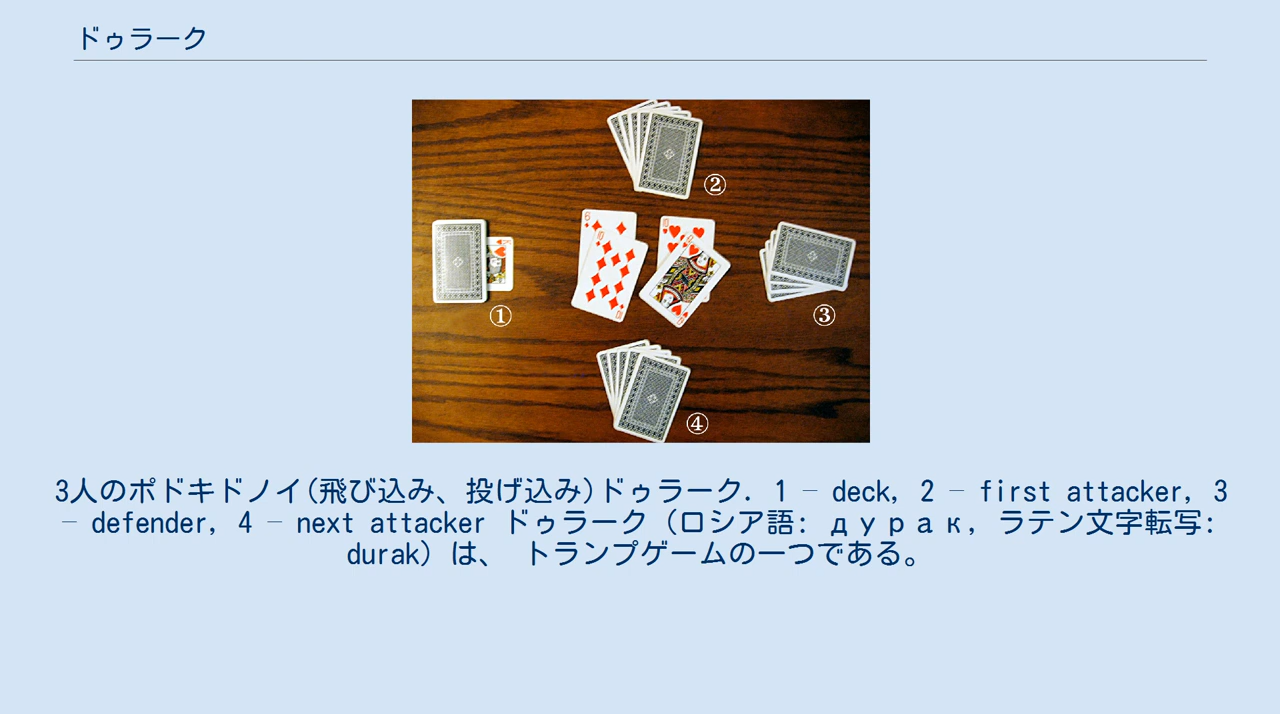 ドゥラーク
②
①
③
④
3人のポドキドノイ(飛び込み、投げ込み)ドゥラーク. 1 – deck, 2 – first attacker, 3
– defender, 4 – next attacker ドゥラーク (ロシア語: дурак, ラテン文字転写:
durak) は、 トランプゲームの一つである。